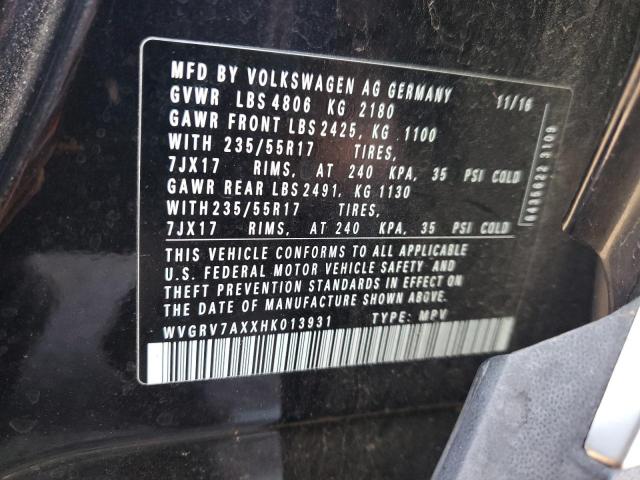 MFD BY VOLKSWAGEN AG GERMANY 11/16
GVWR LBS 4806 KG 2180
GAWR FRONT LBS 2425, KG 1100
WITH 235/55R17 TIRES,
7JX17 RIMS, AT 240 KPA, 35 PSI COLD
GAWR REAR LBS 2491, KG 1130
WITH 235/55R17 TIRES,
7JX17 RIMS, AT 240 KPA, 35 PSI COLD
THIS VEHICLE CONFORMS TO ALL APPLICABLE
U.S. FEDERAL MOTOR VEHICLE SAFETY AND
THEFT PREVENTION STANDARDS IN EFFECT ON
THE DATE OF MANUFACTURE SHOWN ABOVE.
WVGRV7AXXHK013931 TYPE: MPV